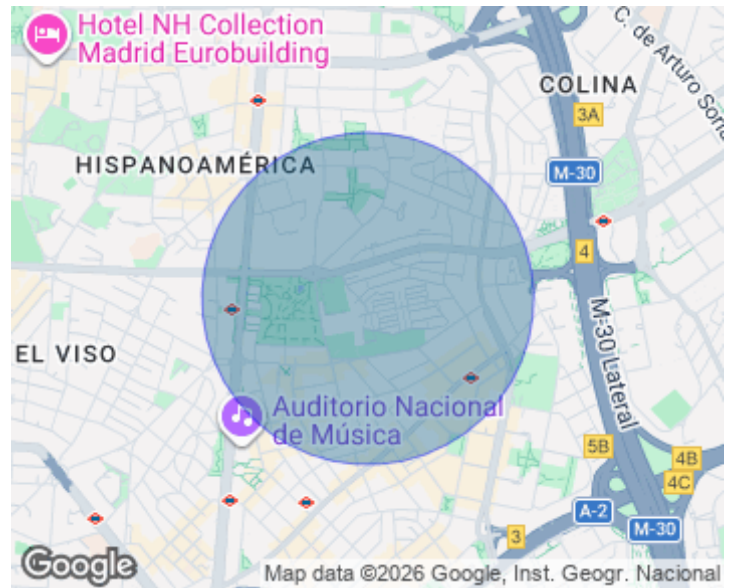 Hotel NH Collection
Madrid Eurobuilding
C. de Arturo Soria
COLINA
3A
HISPANOAMÉRICA
M-30
4
M-30 Lateral
EL VISO
Auditorio Nacional
de Música
5B
4B
4C
A-2
M-30
3
Google
Map data ©2026 Google, Inst. Geogr. Nacional